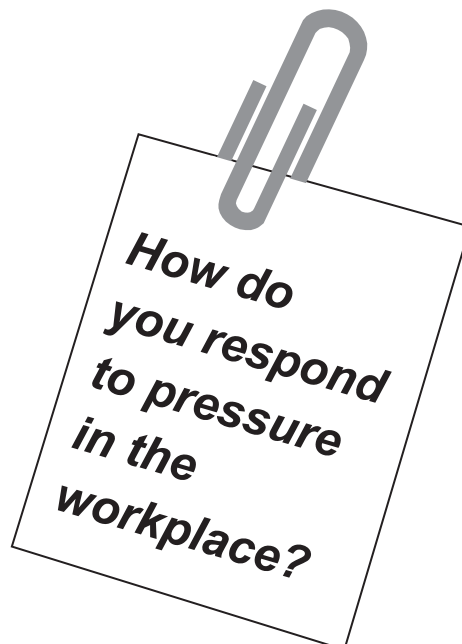 How do
you respond
to pressure
in the
workplace?